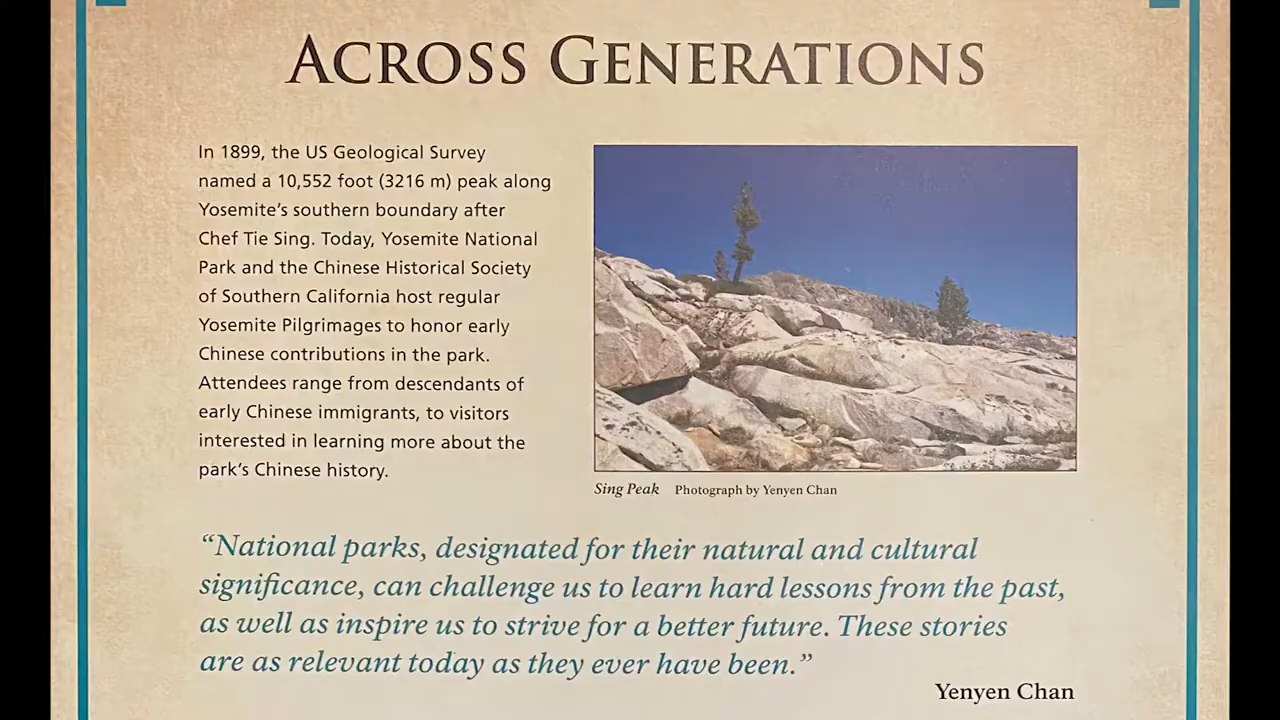 ACROSS GENERATIONS
In 1899, the US Geological Survey
named a 10,552 foot (3216 m) peak along
Yosemite's southern boundary after
Chef Tie Sing. Today, Yosemite National
Park and the Chinese Historical Society
of Southern California host regular
Yosemite Pilgrimages to honor early
Chinese contributions in the park.
Attendees range from descendants of
early Chinese immigrants, to visitors
interested in learning more about the
park's Chinese history.
Sing Peak Photograph by Yenyen Chan
“National parks, designated for their natural and cultural
significance, can challenge us to learn hard lessons from the past,
as well as inspire us to strive for a better future. These stories
are as relevant today as they ever have been.”
Yenyen Chan